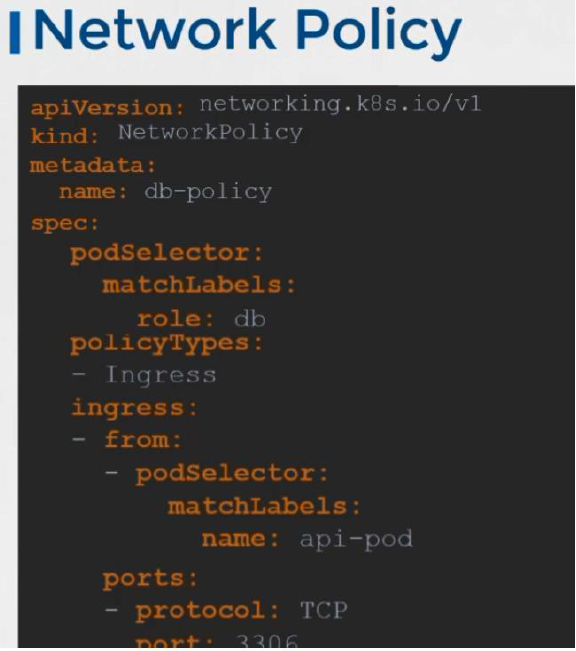 Network Policy
apiVersion: networking.k8s.io/v1
kind: NetworkPolicy
metadata:
  name: db-policy
spec:
  podSelector:
    matchLabels:
      role: db
  policyTypes:
  - Ingress
  ingress:
  - from:
    - podSelector:
        matchLabels:
          name: api-pod
    ports:
    - protocol: TCP
      port: 3306